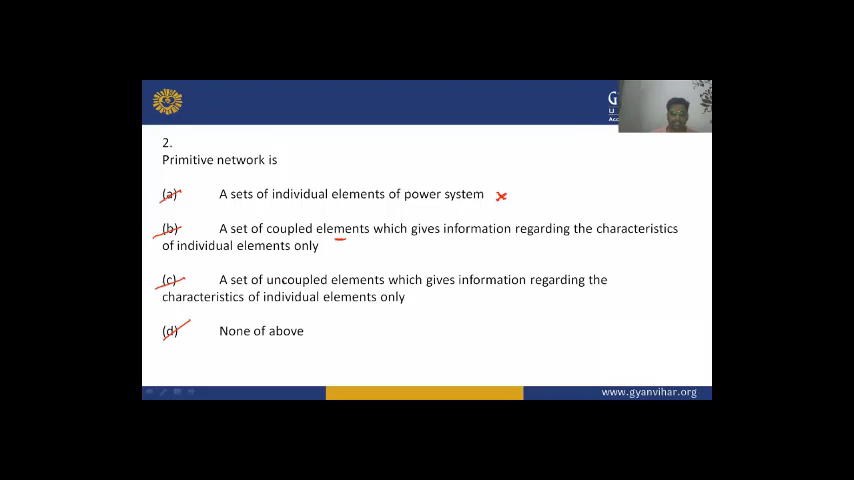 G
U
Acc
2.
Primitive network is
(a) A sets of individual elements of power system
(b) A set of coupled elements which gives information regarding the characteristics
of individual elements only
(c) A set of uncoupled elements which gives information regarding the
characteristics of individual elements only
(d) None of above
www.gyanvihar.org